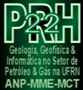 PRH
22
Geologia, Geofísica &
Informática no Setor de
Petróleo & Gás na UFRN
ANP-MME-MCT